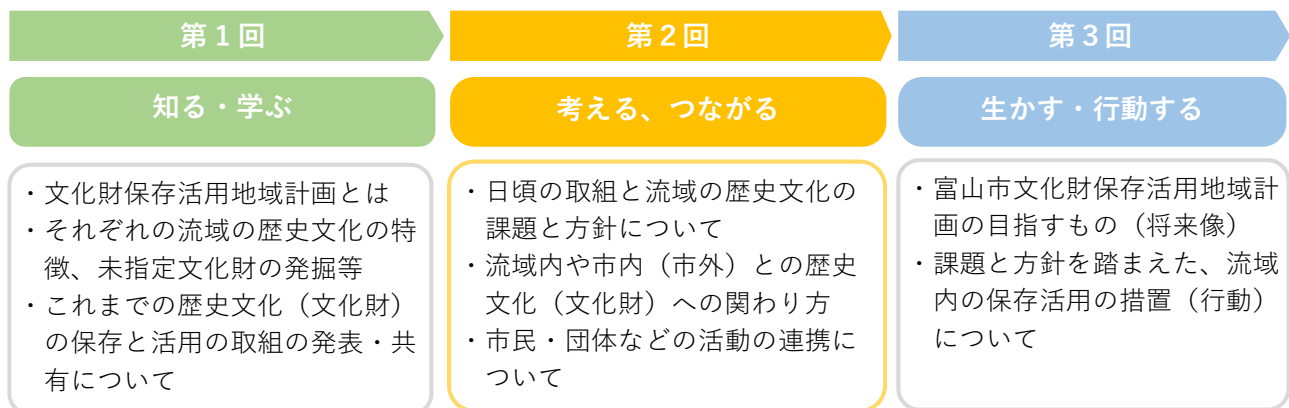 第1回
知る・学ぶ
・文化財保存活用地域計画とは
・それぞれの流域の歴史文化の特
徴、未指定文化財の発掘等
・これまでの歴史文化（文化財）
の保存と活用の取組の発表・共
有について
第2回
考える、つながる
・日頃の取組と流域の歴史文化の
課題と方針について
・流域内や市内（市外）との歴史
文化（文化財）への関わり方
・市民・団体などの活動の連携に
ついて
第3回
生かす・行動する
・富山市文化財保存活用地域計
画の目指すもの（将来像）
・課題と方針を踏まえた、流域
内の保存活用の措置（行動）
について